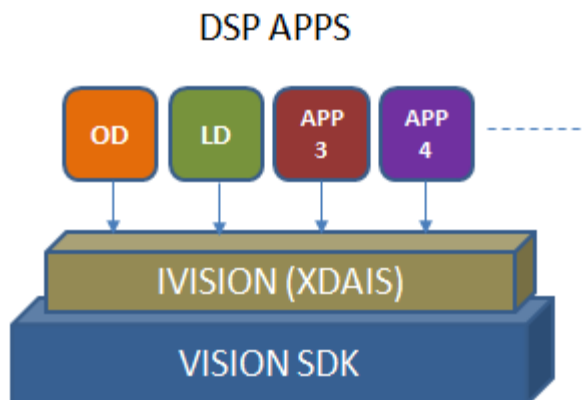 DSP APPS
OD
LD
APP
3
APP
4
IVISION (XDAIS)
VISION SDK